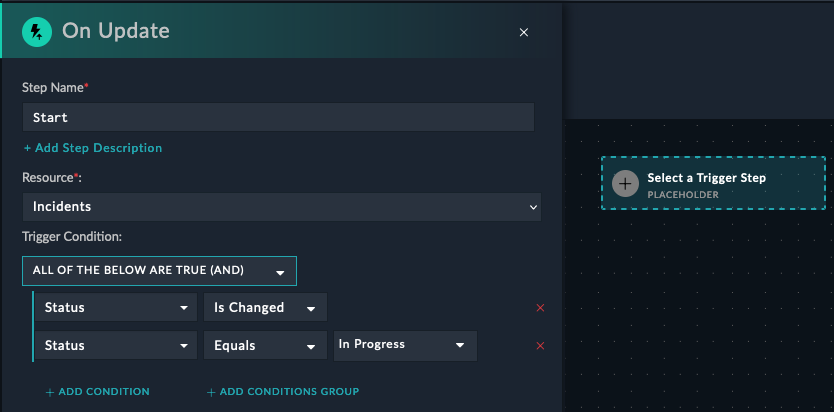 On Update
Step Name*
Start
+ Add Step Description
Resource*:
Incidents
Trigger Condition:
ALL OF THE BELOW ARE TRUE (AND)
Status Is Changed
Status Equals In Progress
+ ADD CONDITION + ADD CONDITIONS GROUP
Select a Trigger Step
PLACEHOLDER